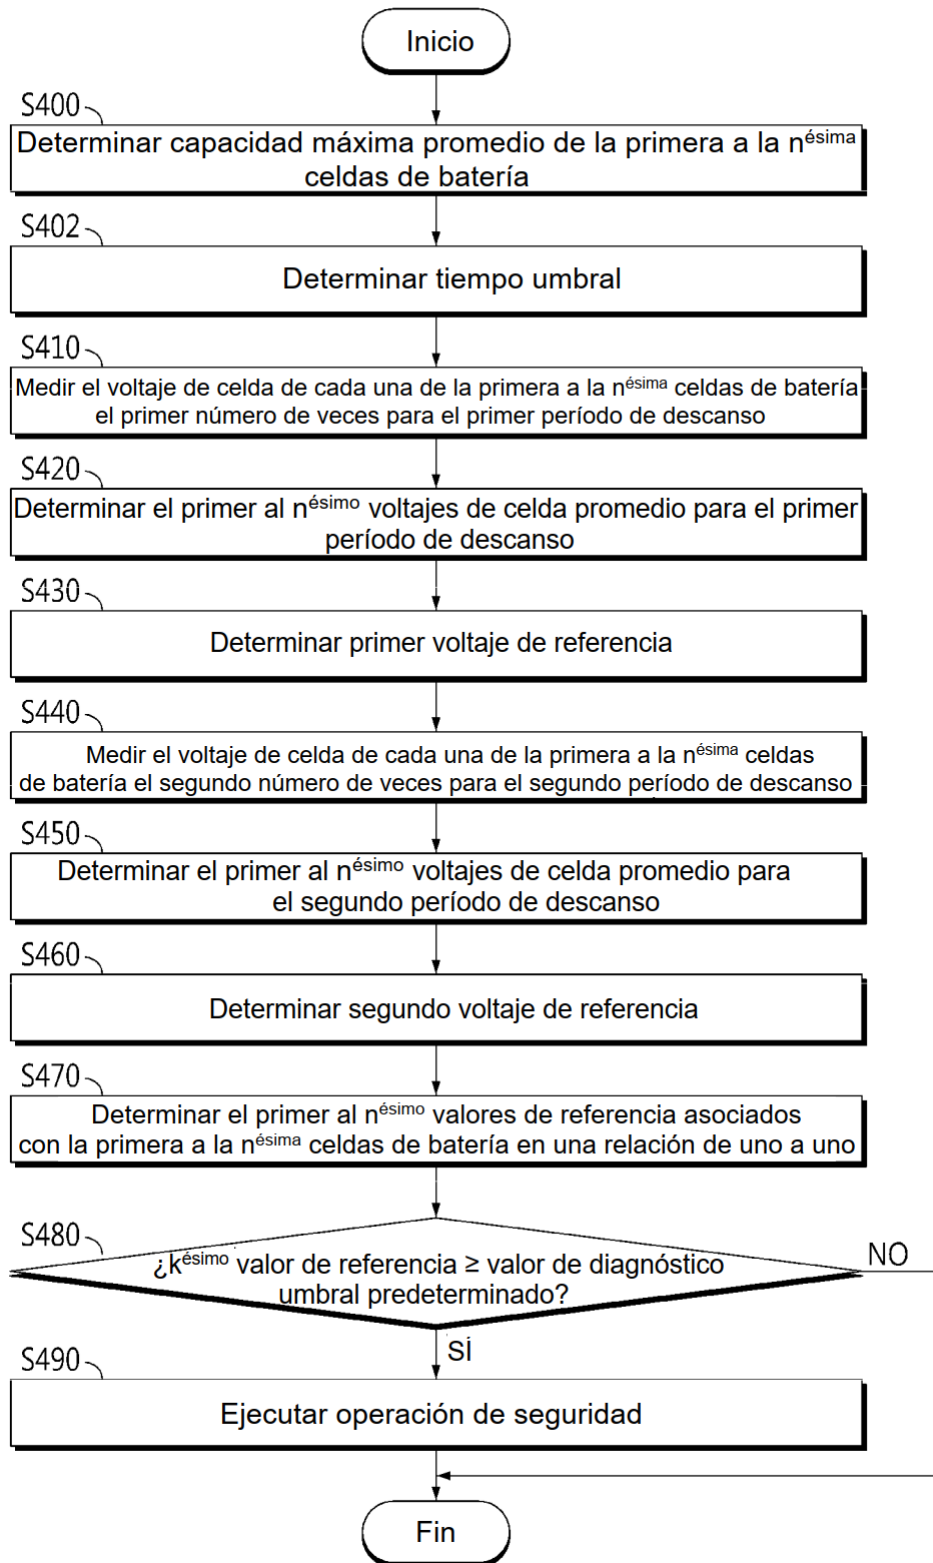 Inicio
S400
Determinar capacidad máxima promedio de la primera a la nésima
celdas de batería
S402
Determinar tiempo umbral
S410
Medir el voltaje de celda de cada una de la primera a la nésima celdas de batería
el primer número de veces para el primer período de descanso
S420
Determinar el primer al nésimo voltajes de celda promedio para el primer
período de descanso
S430
Determinar primer voltaje de referencia
S440
Medir el voltaje de celda de cada una de la primera a la nésima celdas
de batería el segundo número de veces para el segundo período de descanso
S450
Determinar el primer al nésimo voltajes de celda promedio para
el segundo período de descanso
S460
Determinar segundo voltaje de referencia
S470
Determinar el primer al nésimo valores de referencia asociados
con la primera a la nésima celdas de batería en una relación de uno a uno
S480
¿késimo valor de referencia ≥ valor de diagnóstico
umbral predeterminado?
NO
SÍ
S490
Ejecutar operación de seguridad
Fin